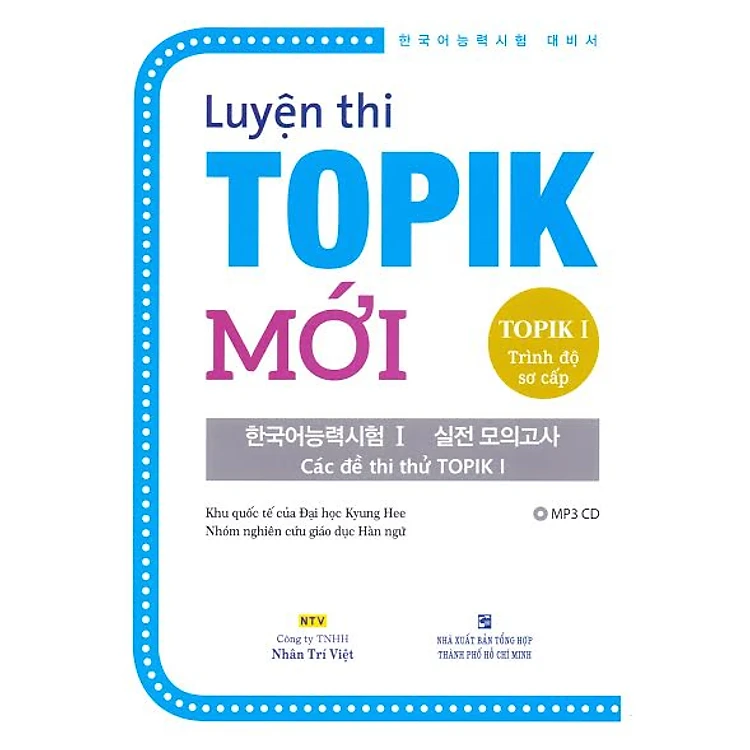 한국어능력시험 대비서
Luyện thi
TOPIK
MỚI
TOPIK I
Trình độ
sơ cấp
한국어능력시험 I 실전 모의고사
Các đề thi thử TOPIK I
Khu quốc tế của Đại học Kyung Hee
Nhóm nghiên cứu giáo dục Hàn ngữ
MP3 CD
NTV
Công ty TNHH
Nhân Trí Việt
NHÀ XUẤT BẢN TỔNG HỢP
THÀNH PHỐ HỒ CHÍ MINH